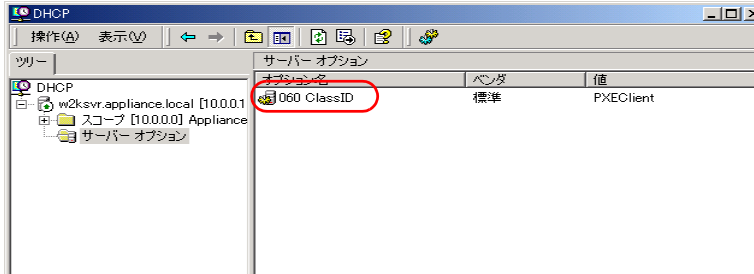 DHCP
操作(A) 表示(V)
ツリー
サーバー オプション
DHCP
w2ksvr.appliance.local [10.0.0.1
スコープ [10.0.0.0] Appliance
サーバー オプション
オプション名 ベンダ 値
060 ClassID 標準 PXEClient